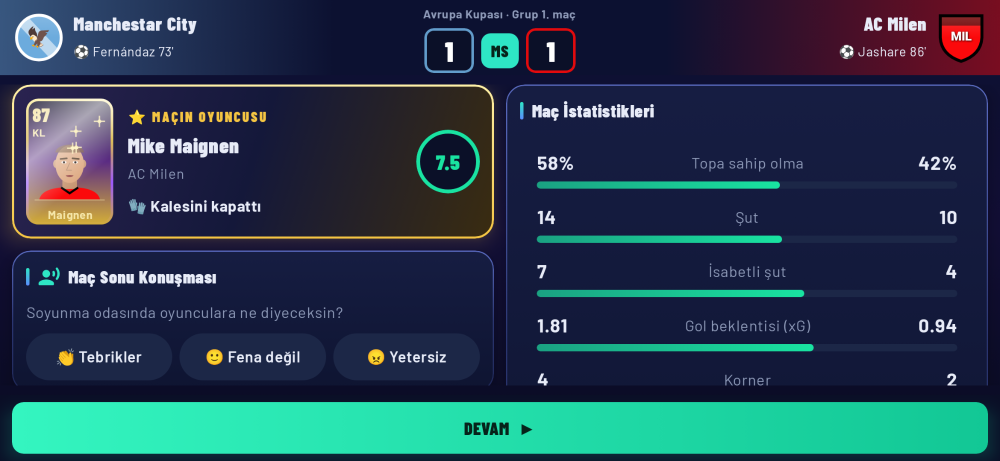 Manchestar City
⚽ Fernández 73'
Avrupa Kupası · Grup 1. maç
1 MS 1
AC Milen
⚽ Jashare 86'
MIL
87
KL
Maignen
⭐ MAÇIN OYUNCUSU
Mike Maignen
AC Milen
🧤 Kalesini kapattı
7.5
Maç Sonu Konuşması
Soyunma odasında oyunculara ne diyeceksin?
👏 Tebrikler
🙂 Fena değil
😠 Yetersiz
Maç İstatistikleri
58% Topa sahip olma 42%
14 Şut 10
7 İsabetli şut 4
1.81 Gol beklentisi (xG) 0.94
4 Korner 2
DEVAM ►